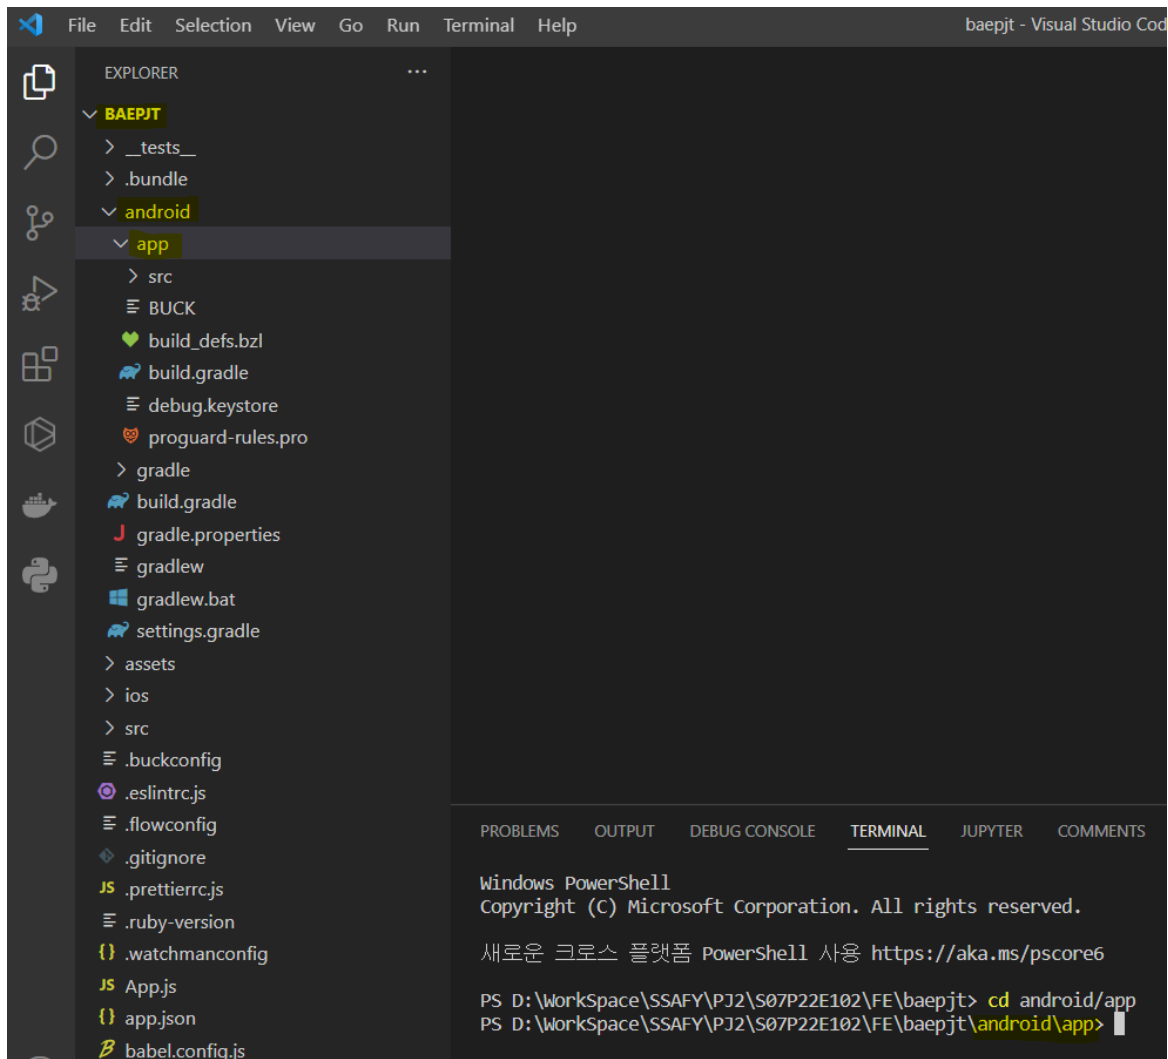 File Edit Selection View Go Run Terminal Help baepjt - Visual Studio Cod
EXPLORER ···
BAEPJT
__tests__
.bundle
android
app
src
BUCK
build_defs.bzl
build.gradle
debug.keystore
proguard-rules.pro
gradle
build.gradle
gradle.properties
gradlew
gradlew.bat
settings.gradle
assets
ios
src
.buckconfig
.eslintrc.js
.flowconfig
.gitignore
JS .prettierrc.js
.ruby-version
{} .watchmanconfig
JS App.js
{} app.json
babel.config.js
PROBLEMS OUTPUT DEBUG CONSOLE TERMINAL JUPYTER COMMENTS
Windows PowerShell
Copyright (C) Microsoft Corporation. All rights reserved.
새로운 크로스 플랫폼 PowerShell 사용 https://aka.ms/pscore6
PS D:\WorkSpace\SSAFY\PJ2\S07P22E102\FE\baepjt> cd android/app
PS D:\WorkSpace\SSAFY\PJ2\S07P22E102\FE\baepjt\android\app>